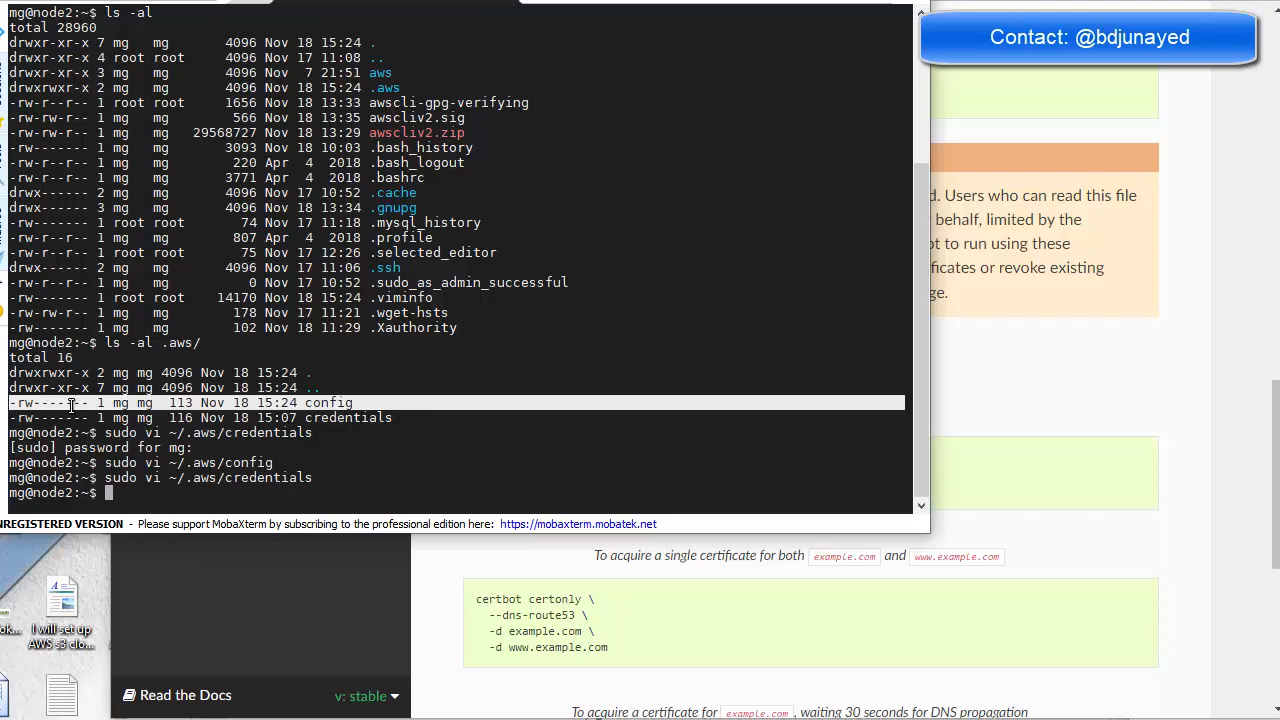 mg@node2:~$ ls -al
total 28960
drwxr-xr-x 7 mg   mg       4096 Nov 18 15:24 .
drwxr-xr-x 4 root root     4096 Nov 17 11:08 ..
drwxr-xr-x 3 mg   mg       4096 Nov  7 21:51 aws
drwxrwxr-x 2 mg   mg       4096 Nov 18 15:24 .aws
-rw-r--r-- 1 root root     1656 Nov 18 13:33 awscli-gpg-verifying
-rw-r--r-- 1 mg   mg        566 Nov 18 13:35 awscliv2.sig
-rw-r--r-- 1 mg   mg   29568727 Nov 18 13:29 awscliv2.zip
-rw------- 1 mg   mg       3093 Nov 18 10:03 .bash_history
-rw-r--r-- 1 mg   mg        220 Apr  4  2018 .bash_logout
-rw-r--r-- 1 mg   mg       3771 Apr  4  2018 .bashrc
drwx------ 2 mg   mg       4096 Nov 17 10:52 .cache
drwx------ 3 mg   mg       4096 Nov 18 13:34 .gnupg
-rw------- 1 root root       74 Nov 17 11:18 .mysql_history
-rw-r--r-- 1 mg   mg        807 Apr  4  2018 .profile
-rw-r--r-- 1 root root       75 Nov 17 12:26 .selected_editor
drwx------ 2 mg   mg       4096 Nov 17 11:06 .ssh
-rw-r--r-- 1 mg   mg          0 Nov 17 10:52 .sudo_as_admin_successful
-rw------- 1 root root    14170 Nov 18 15:24 .viminfo
-rw-r--r-- 1 mg   mg        178 Nov 17 11:21 .wget-hsts
-rw------- 1 mg   mg        102 Nov 18 11:29 .Xauthority
mg@node2:~$ ls -al .aws/
total 16
drwxrwxr-x 2 mg mg 4096 Nov 18 15:24 .
drwxr-xr-x 7 mg mg 4096 Nov 18 15:24 ..
-rw------- 1 mg mg  113 Nov 18 15:24 config
-rw------- 1 mg mg  116 Nov 18 15:07 credentials
mg@node2:~$ sudo vi ~/.aws/credentials
[sudo] password for mg:
mg@node2:~$ sudo vi ~/.aws/config
mg@node2:~$ sudo vi ~/.aws/credentials
mg@node2:~$
NREGISTERED VERSION - Please support MobaXterm by subscribing to the professional edition here: https://mobaxterm.mobatek.net
Contact: @bdjunayed
d. Users who can read this file
behalf, limited by the
ot to run using these
ificates or revoke existing
ge.
To acquire a single certificate for both example.com and www.example.com
certbot certonly \
--dns-route53 \
-d example.com \
-d www.example.com
To acquire a certificate for example.com, waiting 30 seconds for DNS propagation
ok...
I will set up
AWS s3 clo...
Read the Docs
v: stable